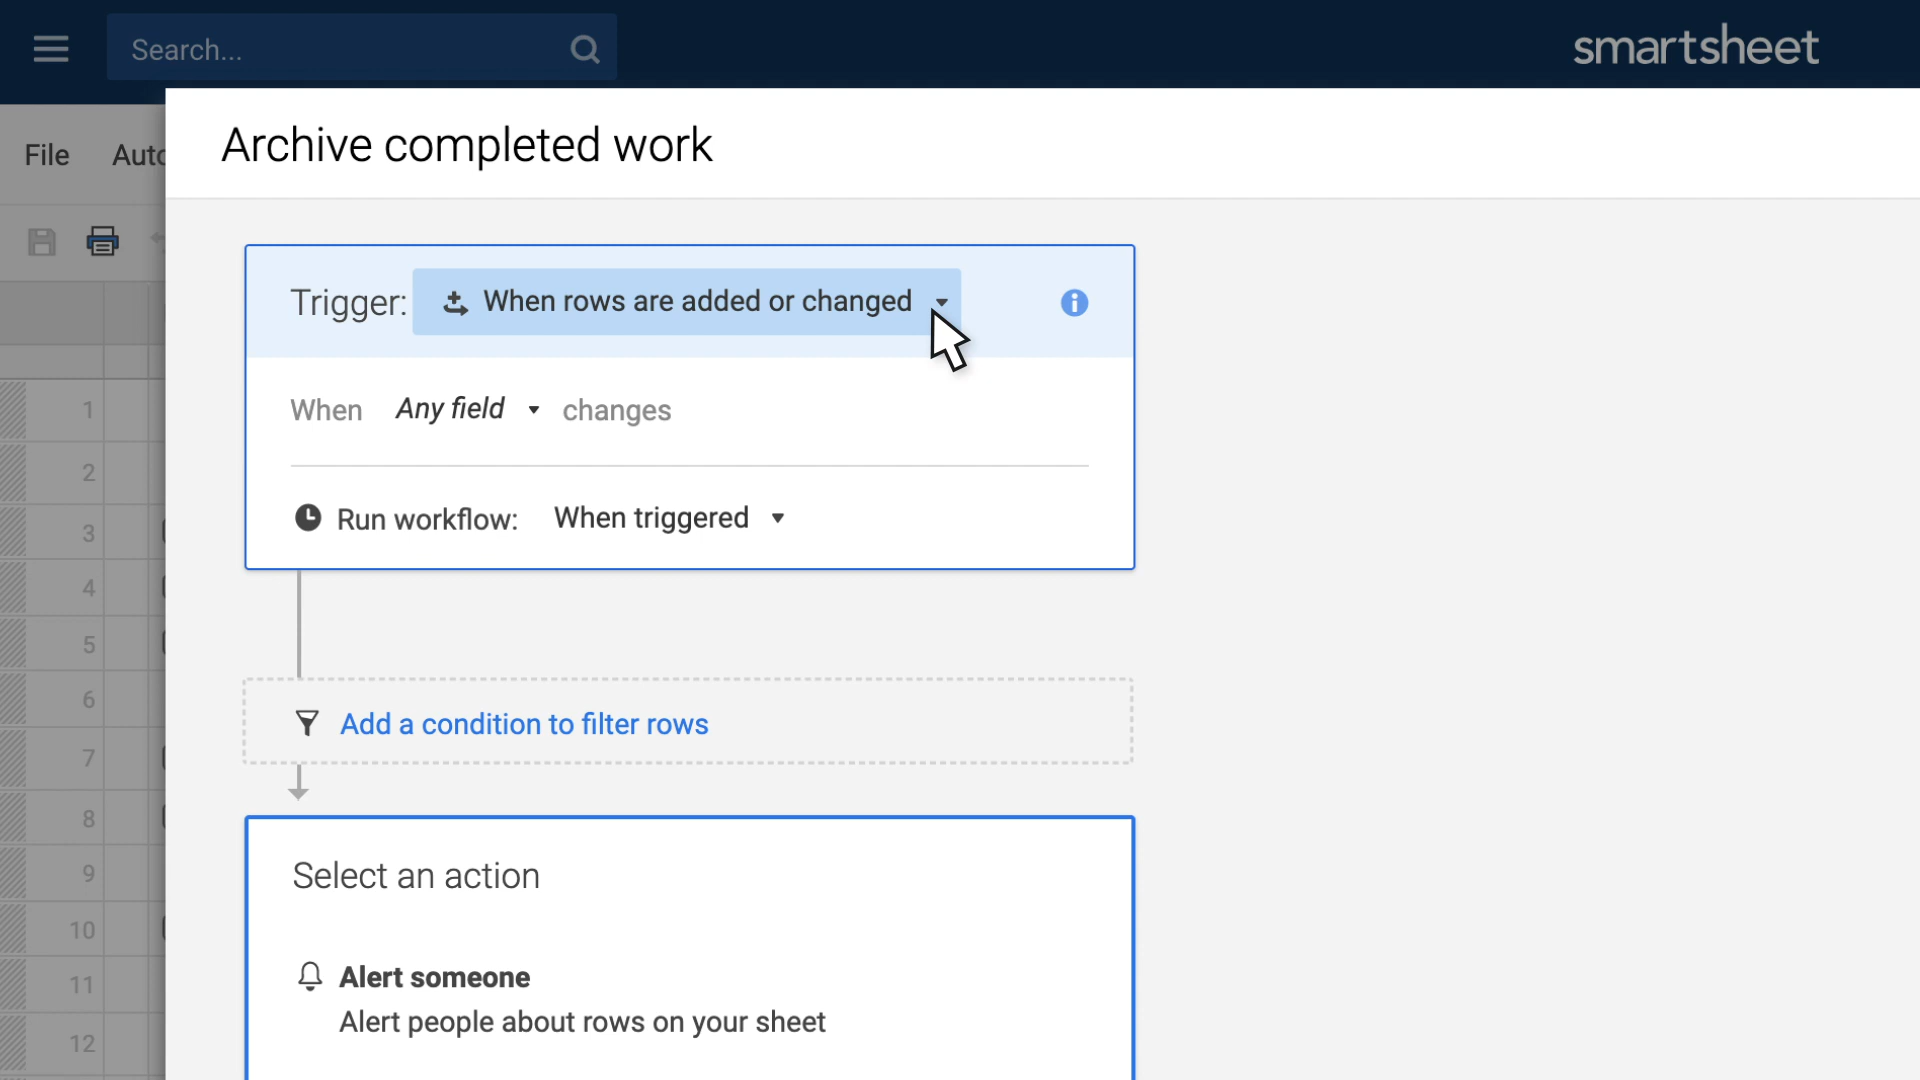 Search...
smartsheet
File
Archive completed work
Trigger: When rows are added or changed
When Any field changes
Run workflow: When triggered
Add a condition to filter rows
Select an action
Alert someone
Alert people about rows on your sheet
1
2
3
4
5
6
7
8
9
10
11
12